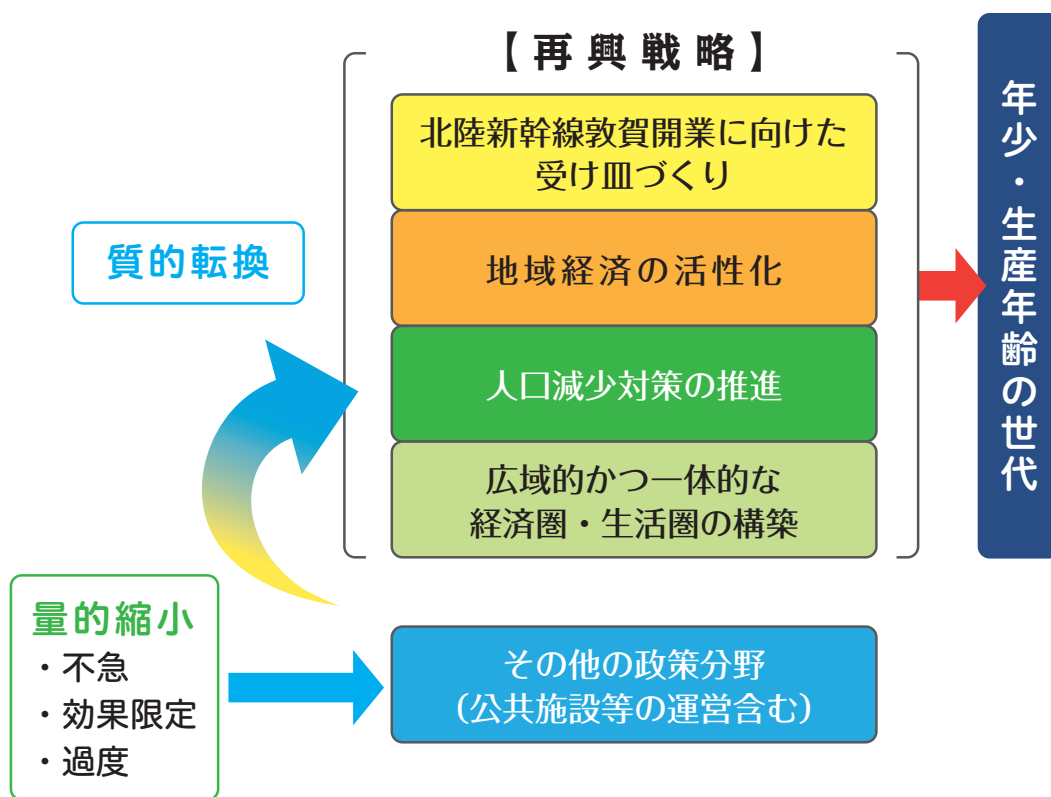 【再興戦略】
北陸新幹線敦賀開業に向けた
受け皿づくり
地域経済の活性化
人口減少対策の推進
広域的かつ一体的な
経済圏・生活圏の構築
質的転換
年少・生産年齢の世代
量的縮小
・不急
・効果限定
・過度
その他の政策分野
（公共施設等の運営含む）